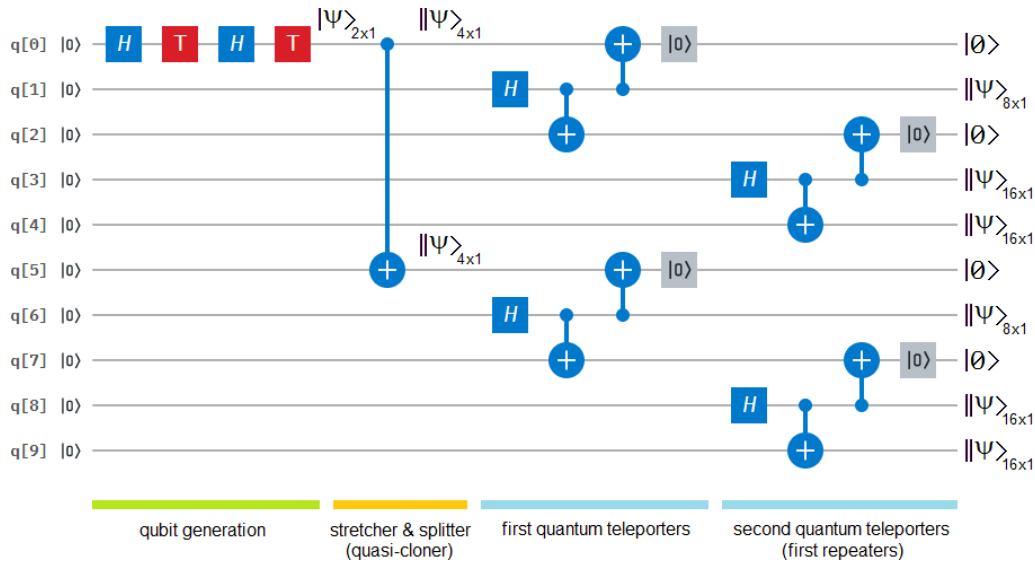 |Ψ⟩2x1 ‖Ψ⟩4x1
q[0] |0⟩ H T H T |0⟩ |0⟩
q[1] |0⟩ H ‖Ψ⟩8x1
q[2] |0⟩ |0⟩ |0⟩
q[3] |0⟩ H ‖Ψ⟩16x1
q[4] |0⟩ ‖Ψ⟩16x1
‖Ψ⟩4x1
q[5] |0⟩ |0⟩ |0⟩
q[6] |0⟩ H ‖Ψ⟩8x1
q[7] |0⟩ |0⟩ |0⟩
q[8] |0⟩ H ‖Ψ⟩16x1
q[9] |0⟩ ‖Ψ⟩16x1
qubit generation stretcher & splitter first quantum teleporters second quantum teleporters
(quasi-cloner) (first repeaters)